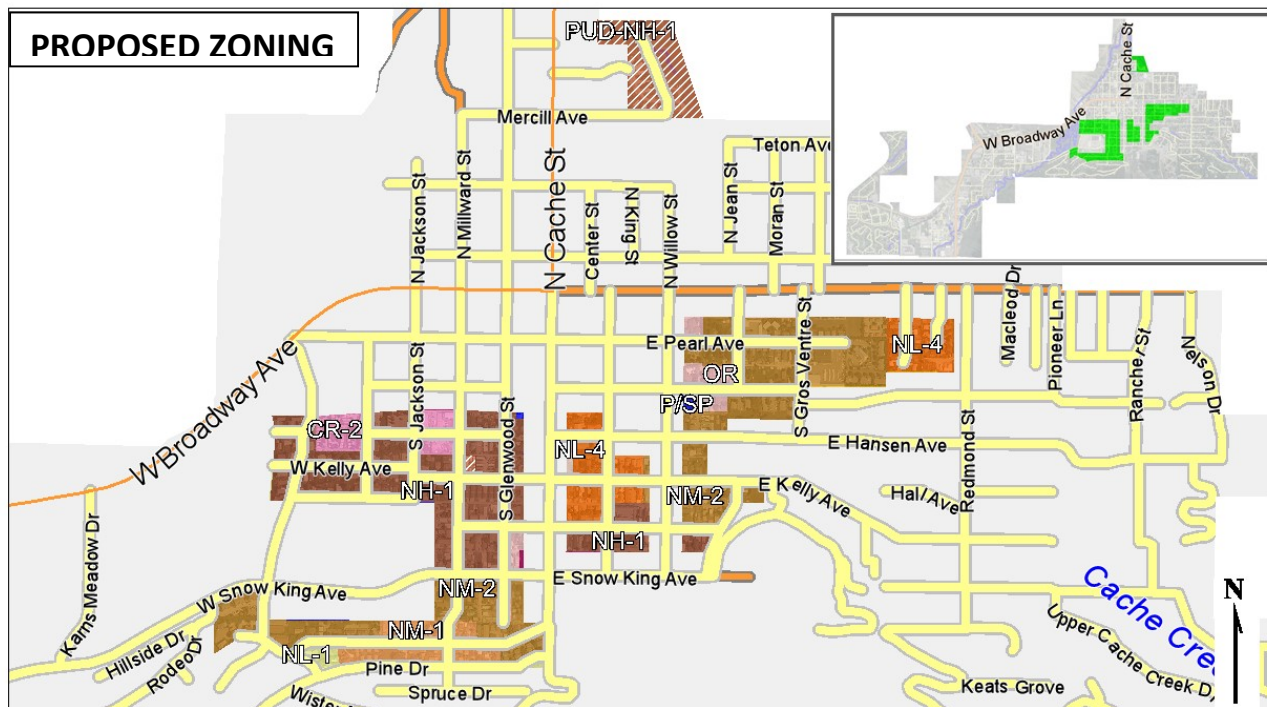 PROPOSED ZONING
PUD-NH-1
N Cache St
W Broadway Ave
Mercill Ave
Teton Ave
N Jackson St
N Millward St
N Cache St
Center St
N King St
N Willow St
N Jean St
Moran St
Macleod Dr
Pioneer Ln
Rancher St
Nelson Dr
W Broadway Ave
E Pearl Ave
S Gros Ventre St
NL-4
OR
P/SP
S Jackson St
S Glenwood St
CR-2
NL-4
E Hansen Ave
Redmond St
W Kelly Ave
NH-1
NM-2
E Kelly Ave
Hal Ave
Karns Meadow Dr
NH-1
E Snow King Ave
W Snow King Ave
NM-2
Cache Cree
N
NM-1
Hillside Dr
Rodeo Dr
NL-1
Pine Dr
Upper Cache Creek D
Spruce Dr
Keats Grove
Wister